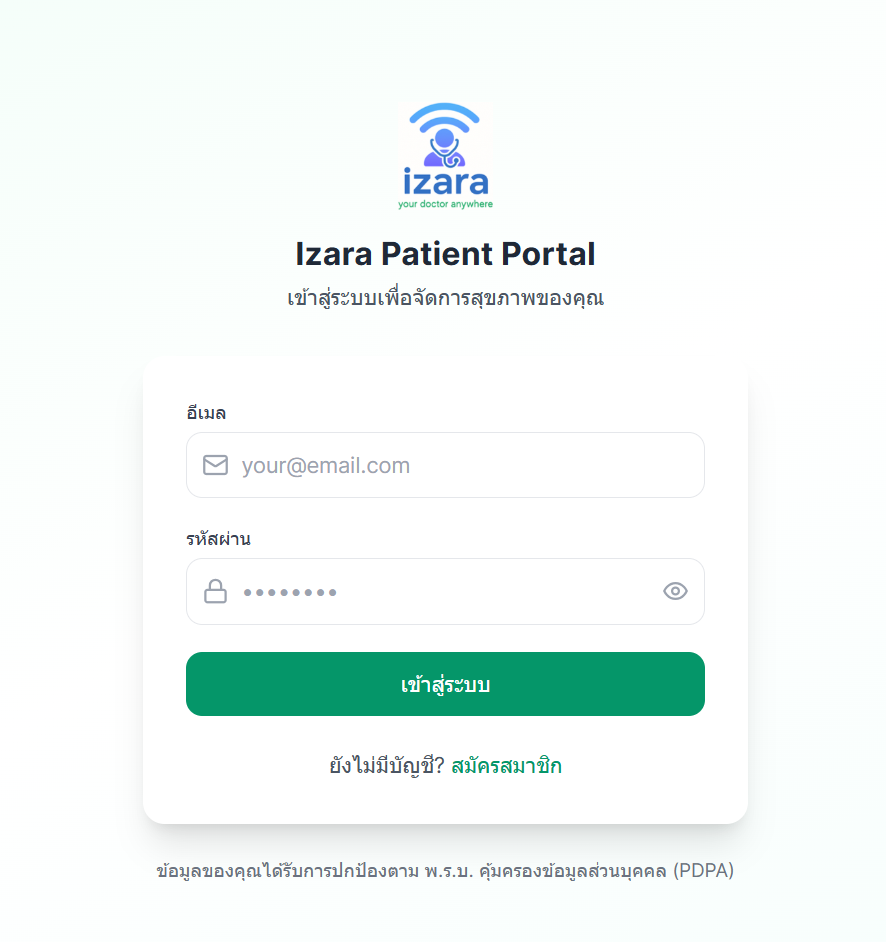 izara
your doctor anywhere
Izara Patient Portal
เข้าสู่ระบบเพื่อจัดการสุขภาพของคุณ
อีเมล
your@email.com
รหัสผ่าน
••••••••
เข้าสู่ระบบ
ยังไม่มีบัญชี? สมัครสมาชิก
ข้อมูลของคุณได้รับการปกป้องตาม พ.ร.บ. คุ้มครองข้อมูลส่วนบุคคล (PDPA)